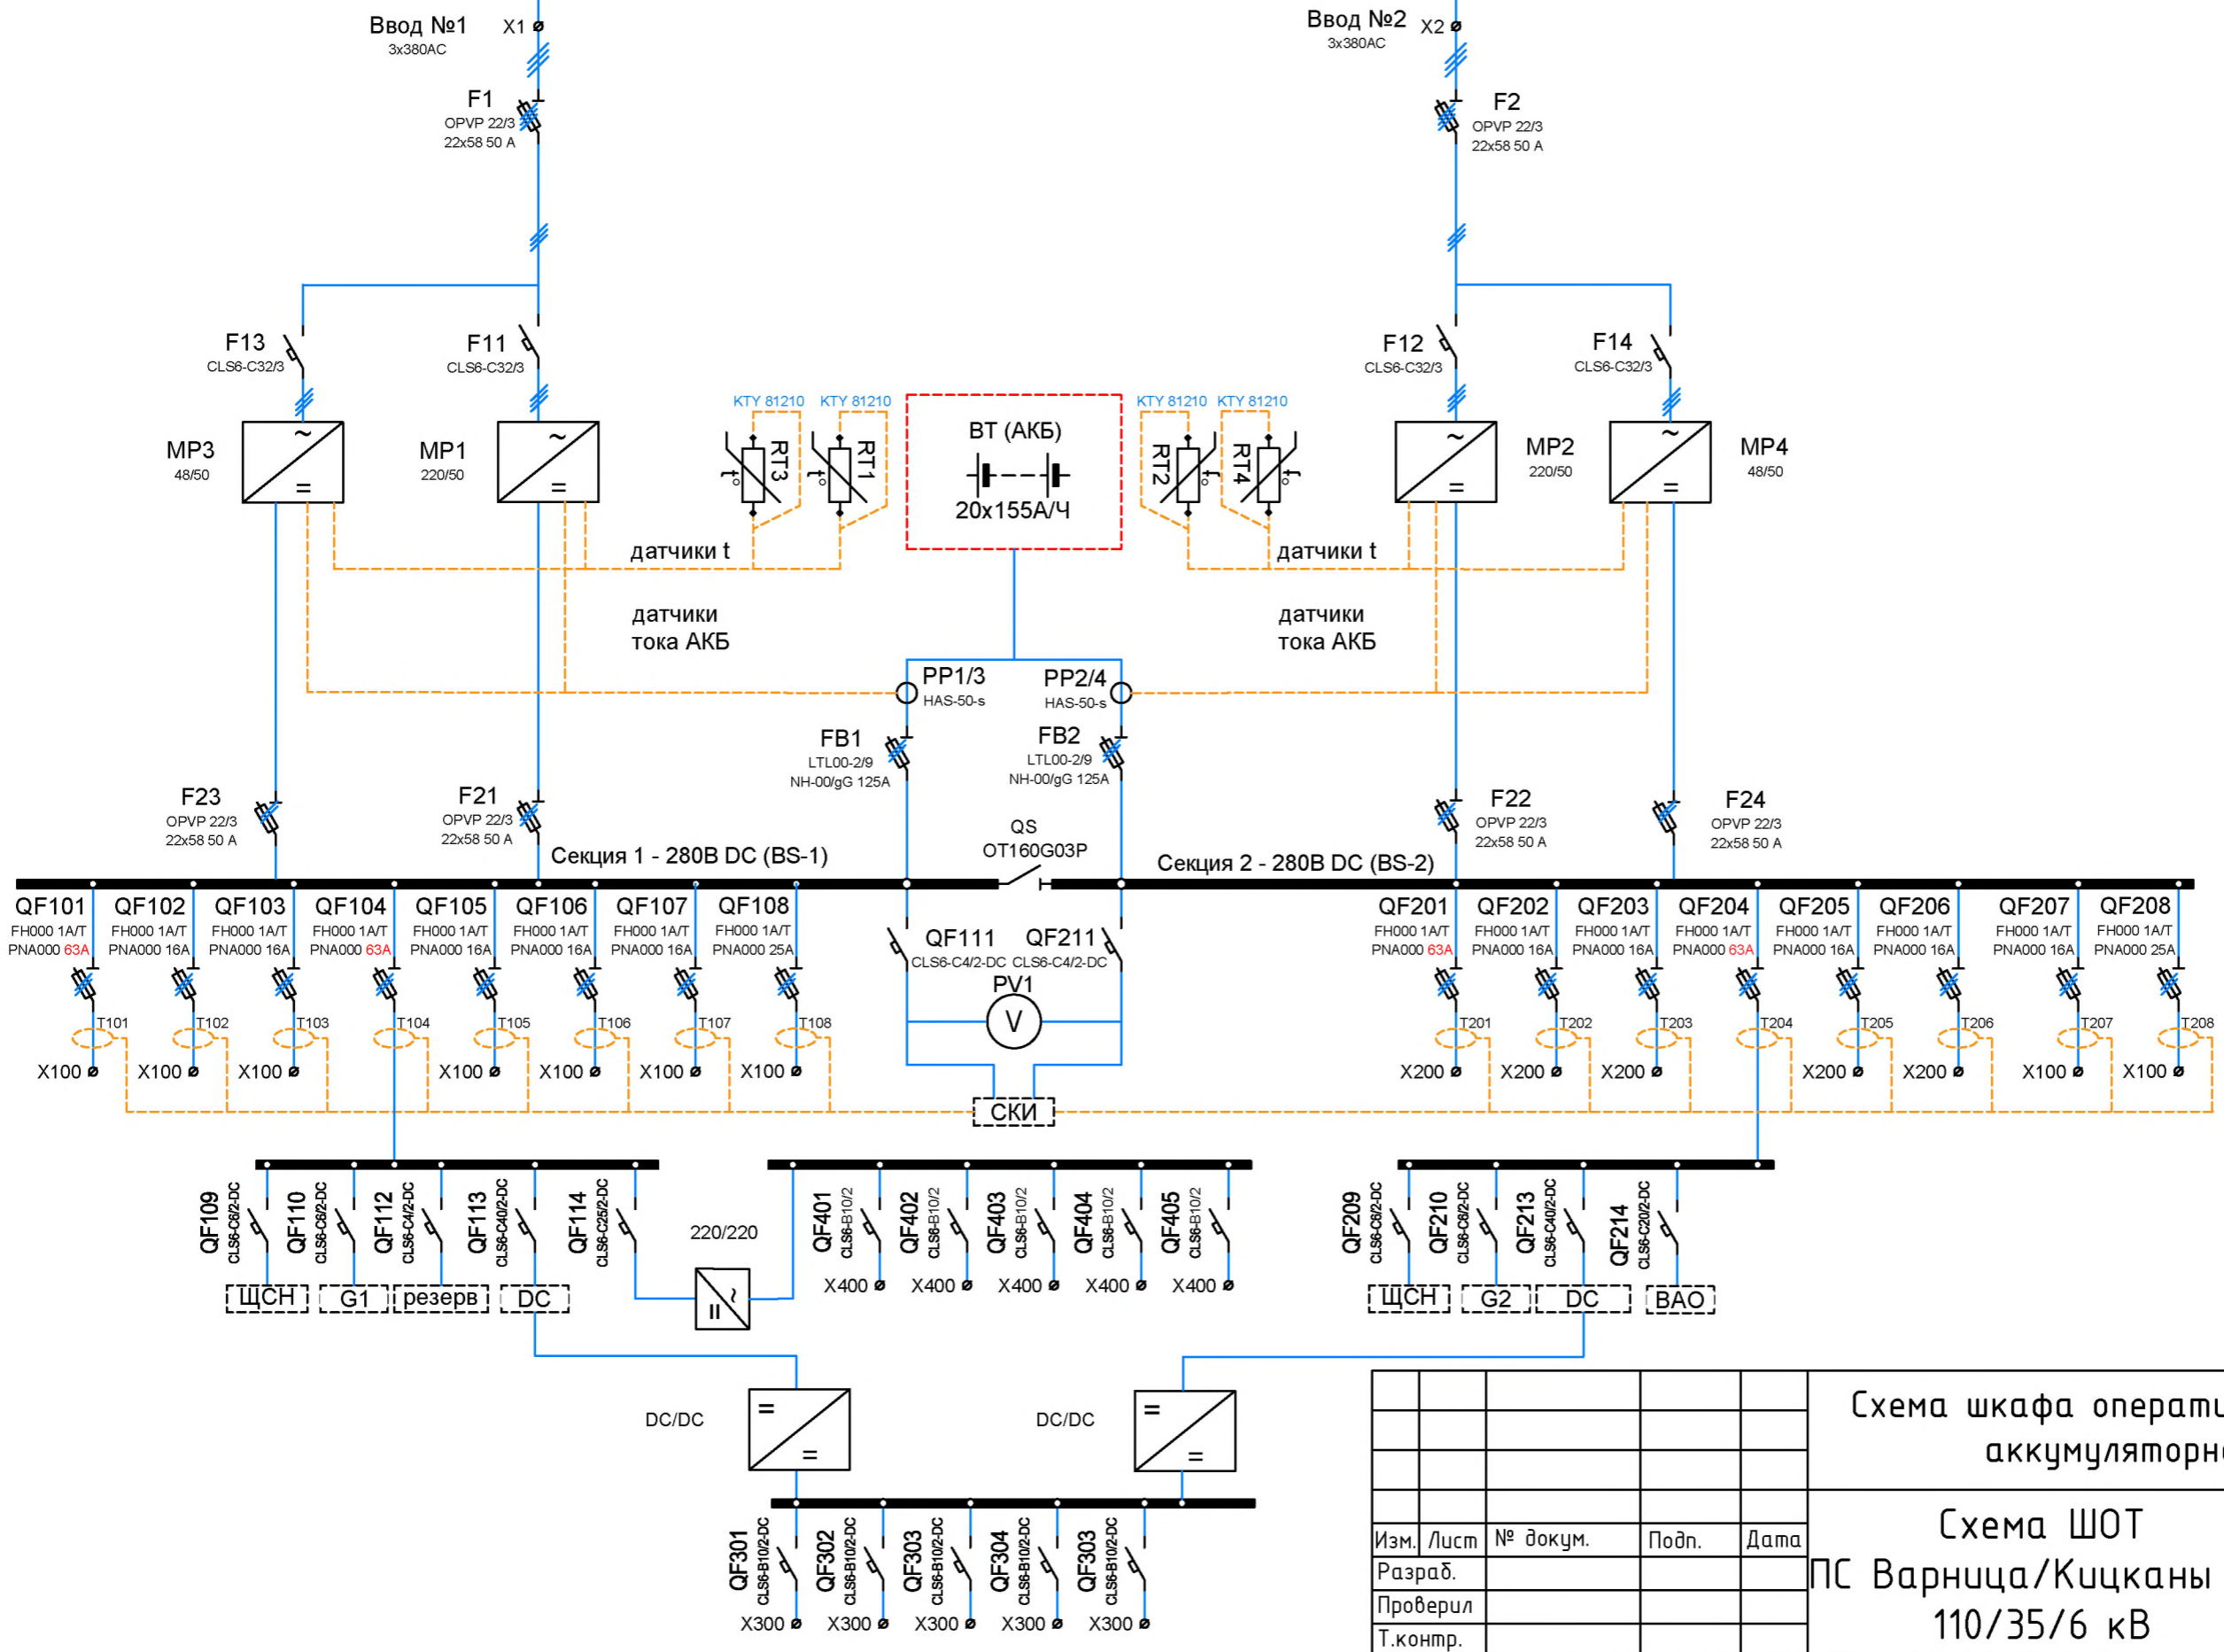 Ввод №1
3х380АС
X1
Ввод №2
3х380АС
X2
F1
OPVP 22/3
22x58 50 A
F2
OPVP 22/3
22x58 50 A
F13
CLS6-C32/3
F11
CLS6-C32/3
F12
CLS6-C32/3
F14
CLS6-C32/3
MP3
48/50
~
=
MP1
220/50
~
=
KTY 81210
KTY 81210
RT3
t°
RT1
t°
ВТ (АКБ)
20х155А/Ч
KTY 81210
KTY 81210
RT2
t°
RT4
t°
~
=
MP2
220/50
~
=
MP4
48/50
датчики t
датчики t
датчики
тока АКБ
датчики
тока АКБ
PP1/3
HAS-50-s
PP2/4
HAS-50-s
FB1
LTL00-2/9
NH-00/gG 125A
FB2
LTL00-2/9
NH-00/gG 125A
F23
OPVP 22/3
22x58 50 A
F21
OPVP 22/3
22x58 50 A
F22
OPVP 22/3
22x58 50 A
F24
OPVP 22/3
22x58 50 A
QS
OT160G03P
Секция 1 - 280В DC (BS-1)
Секция 2 - 280В DC (BS-2)
QF101
FH000 1A/T
PNA000 63A
QF102
FH000 1A/T
PNA000 16A
QF103
FH000 1A/T
PNA000 16A
QF104
FH000 1A/T
PNA000 63A
QF105
FH000 1A/T
PNA000 16A
QF106
FH000 1A/T
PNA000 16A
QF107
FH000 1A/T
PNA000 16A
QF108
FH000 1A/T
PNA000 25A
QF111
CLS6-C4/2-DC
QF211
CLS6-C4/2-DC
PV1
V
QF201
FH000 1A/T
PNA000 63A
QF202
FH000 1A/T
PNA000 16A
QF203
FH000 1A/T
PNA000 16A
QF204
FH000 1A/T
PNA000 63A
QF205
FH000 1A/T
PNA000 16A
QF206
FH000 1A/T
PNA000 16A
QF207
FH000 1A/T
PNA000 16A
QF208
FH000 1A/T
PNA000 25A
T101
T102
T103
T104
T105
T106
T107
T108
T201
T202
T203
T204
T205
T206
T207
T208
X100
X100
X100
X100
X100
X100
X100
X200
X200
X200
X200
X200
X100
X100
СКИ
QF109
CLS6-C6/2-DC
QF110
CLS6-C6/2-DC
QF112
CLS6-C4/2-DC
QF113
CLS6-C40/2-DC
QF114
CLS6-C25/2-DC
220/220
~
=
QF401
CLS6-B10/2
QF402
CLS6-B10/2
QF403
CLS6-B10/2
QF404
CLS6-B10/2
QF405
CLS6-B10/2
X400
X400
X400
X400
X400
QF209
CLS6-C6/2-DC
QF210
CLS6-C6/2-DC
QF213
CLS6-C40/2-DC
QF214
CLS6-C20/2-DC
ЩСН
G1
резерв
DC
ЩСН
G2
DC
ВАО
DC/DC
=
=
DC/DC
=
=
QF301
CLS6-B10/2-DC
QF302
CLS6-B10/2-DC
QF303
CLS6-B10/2-DC
QF304
CLS6-B10/2-DC
QF303
CLS6-B10/2-DC
X300
X300
X300
X300
X300
Схема шкафа операти
аккумуляторн
Изм.
Лист
№ докум.
Подп.
Дата
Разраб.
Проверил
Т.контр.
Схема ШОТ
ПС Варница/Кицканы
110/35/6 кВ